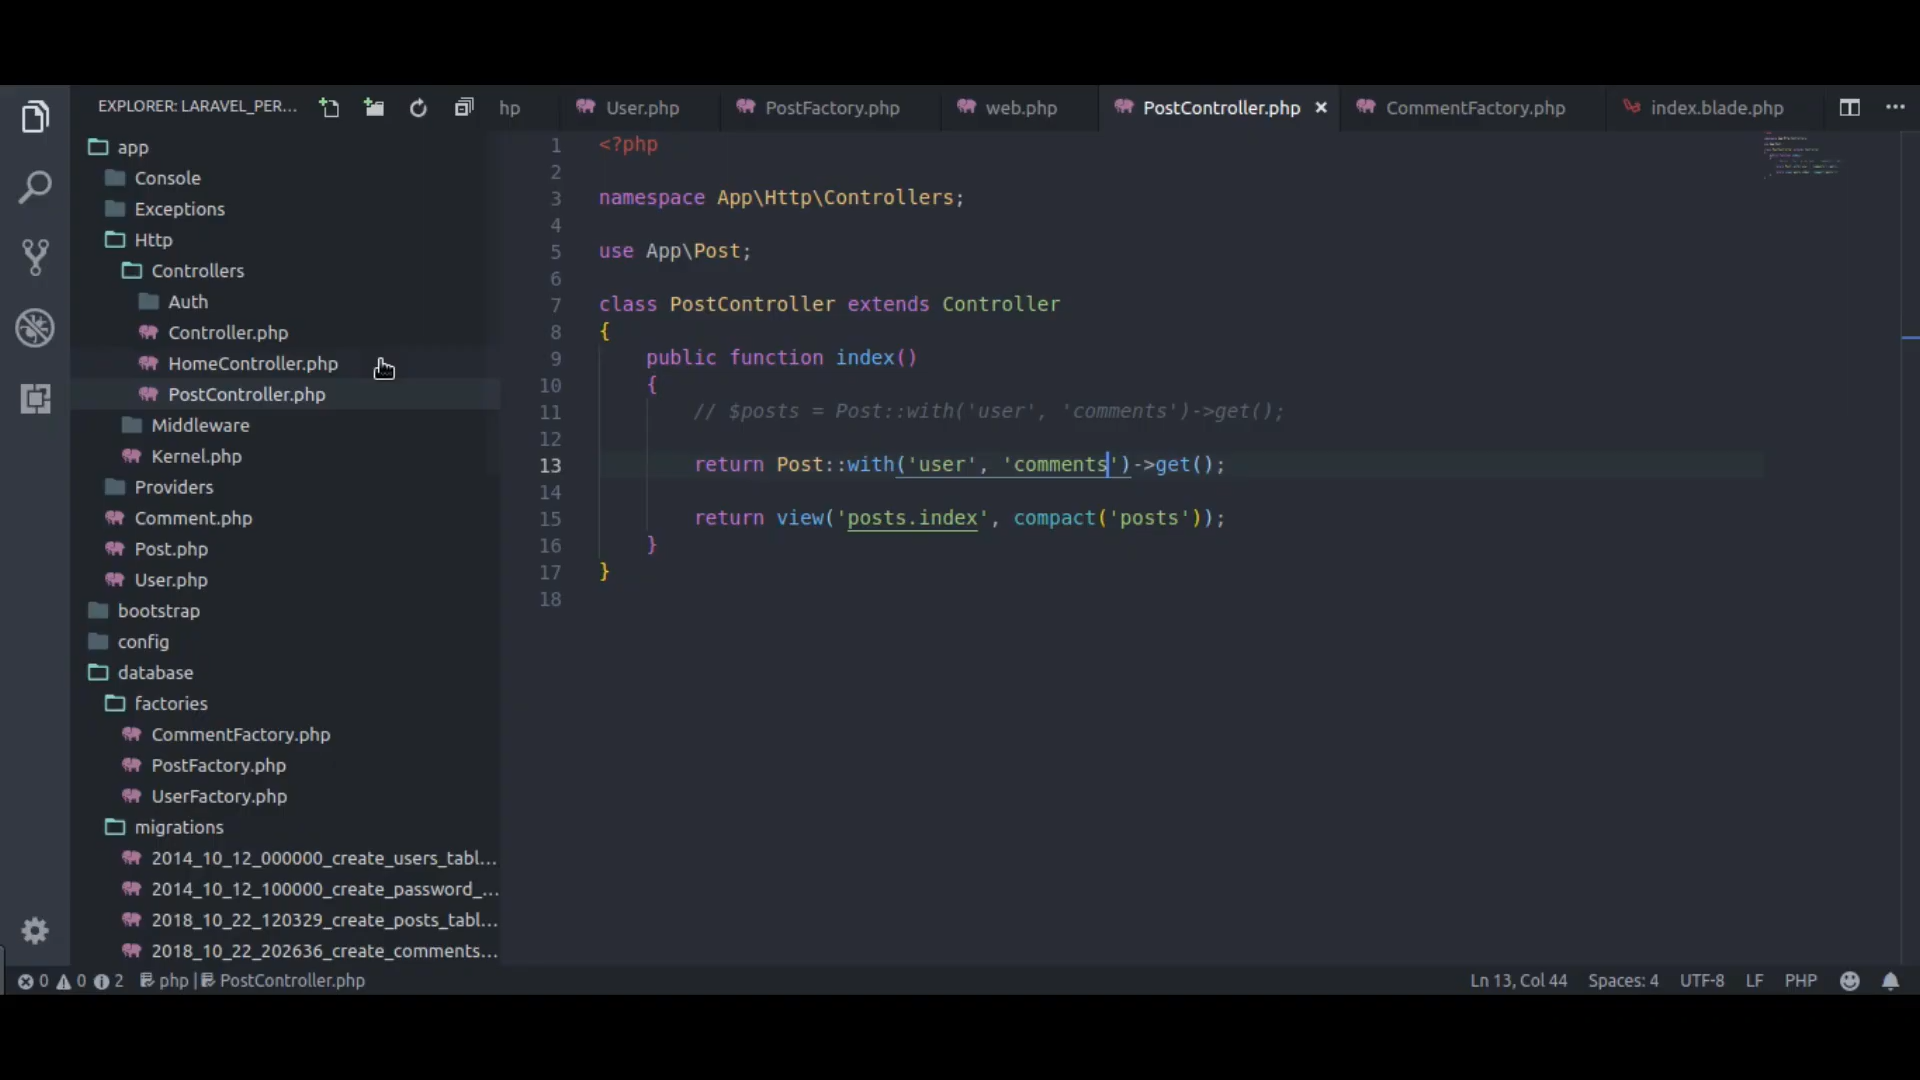 EXPLORER: LARAVEL_PER...
app
Console
Exceptions
Http
Controllers
Auth
Controller.php
HomeController.php
PostController.php
Middleware
Kernel.php
Providers
Comment.php
Post.php
User.php
bootstrap
config
database
factories
CommentFactory.php
PostFactory.php
UserFactory.php
migrations
2014_10_12_000000_create_users_tabl...
2014_10_12_100000_create_password_...
2018_10_22_120329_create_posts_tabl...
2018_10_22_202636_create_comments...
hp User.php PostFactory.php web.php PostController.php × CommentFactory.php index.blade.php ...
1 <?php
2
3 namespace App\Http\Controllers;
4
5 use App\Post;
6
7 class PostController extends Controller
8 {
9 public function index()
10 {
11 // $posts = Post::with('user', 'comments')->get();
12
13 return Post::with('user', 'comments')->get();
14
15 return view('posts.index', compact('posts'));
16 }
17 }
18
0 0 2 php | PostController.php Ln 13, Col 44 Spaces: 4 UTF-8 LF PHP